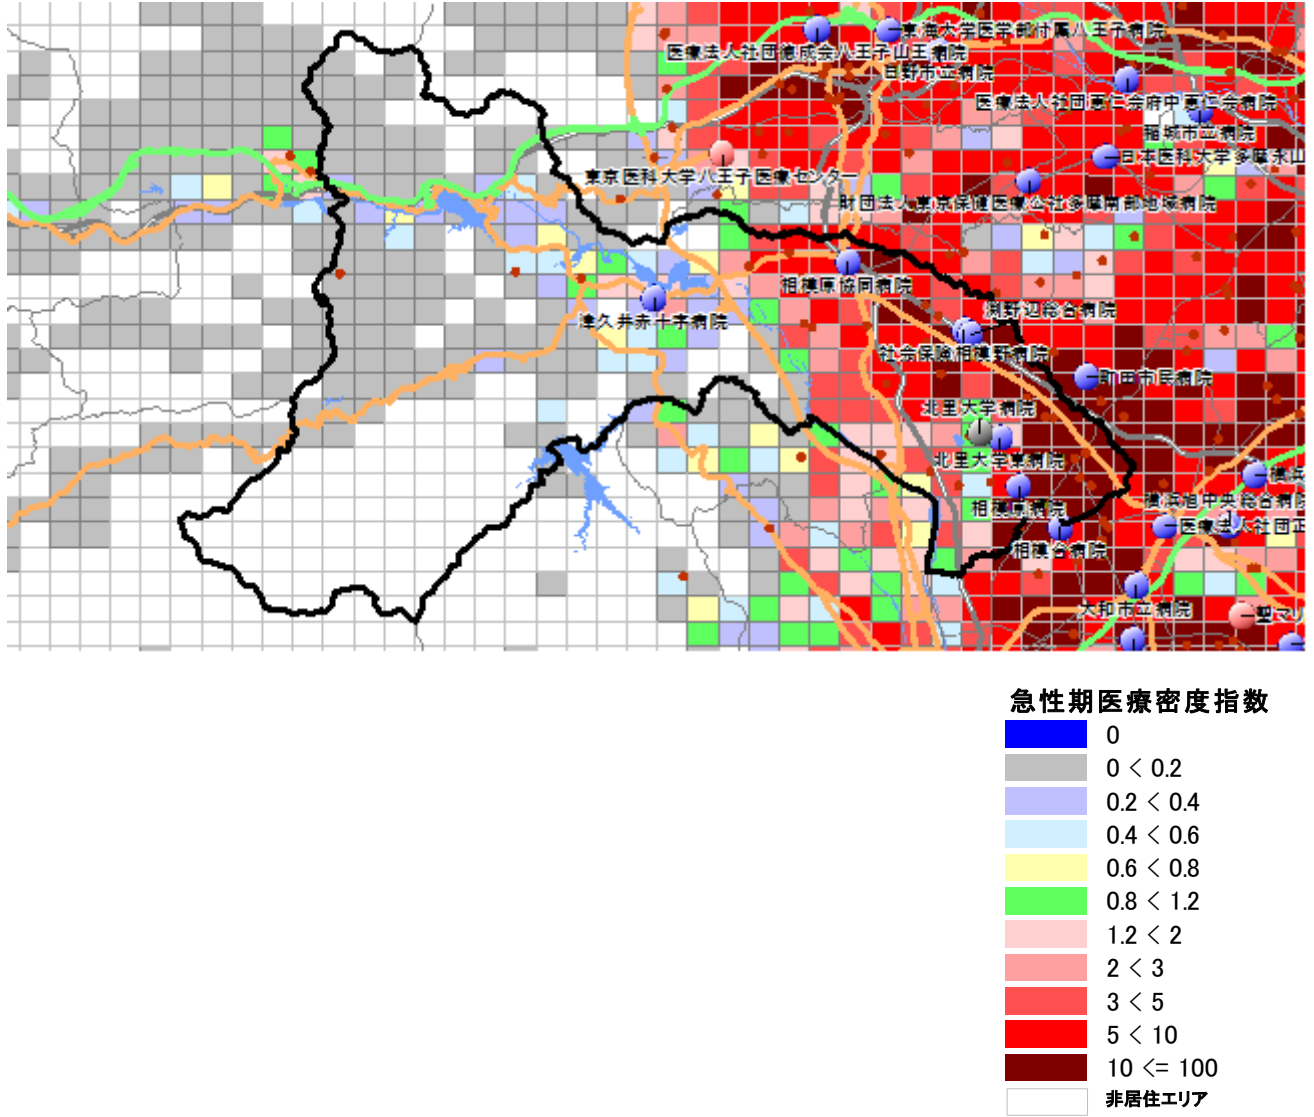 東海大学医学部付属八王子病院
医療法人社団徳成会八王子山王病院
日野市立病院
医療法人社団恵仁会府中恵仁会病院
稲城市立病院
日本医科大学多摩永山
東京医科大学八王子医療センター
財団法人東京保健医療公社多摩南部地域病院
相模原協同病院
渕野辺総合病院
津久井赤十字病院
社会保険相模野病院
町田市民病院
北里大学病院
北里大学東病院
横浜
相模原病院
横浜旭中央総合病院
医療法人社団正
相模台病院
大和市立病院
聖マリ
急性期医療密度指数
0
0 < 0.2
0.2 < 0.4
0.4 < 0.6
0.6 < 0.8
0.8 < 1.2
1.2 < 2
2 < 3
3 < 5
5 < 10
10 <= 100
非居住エリア